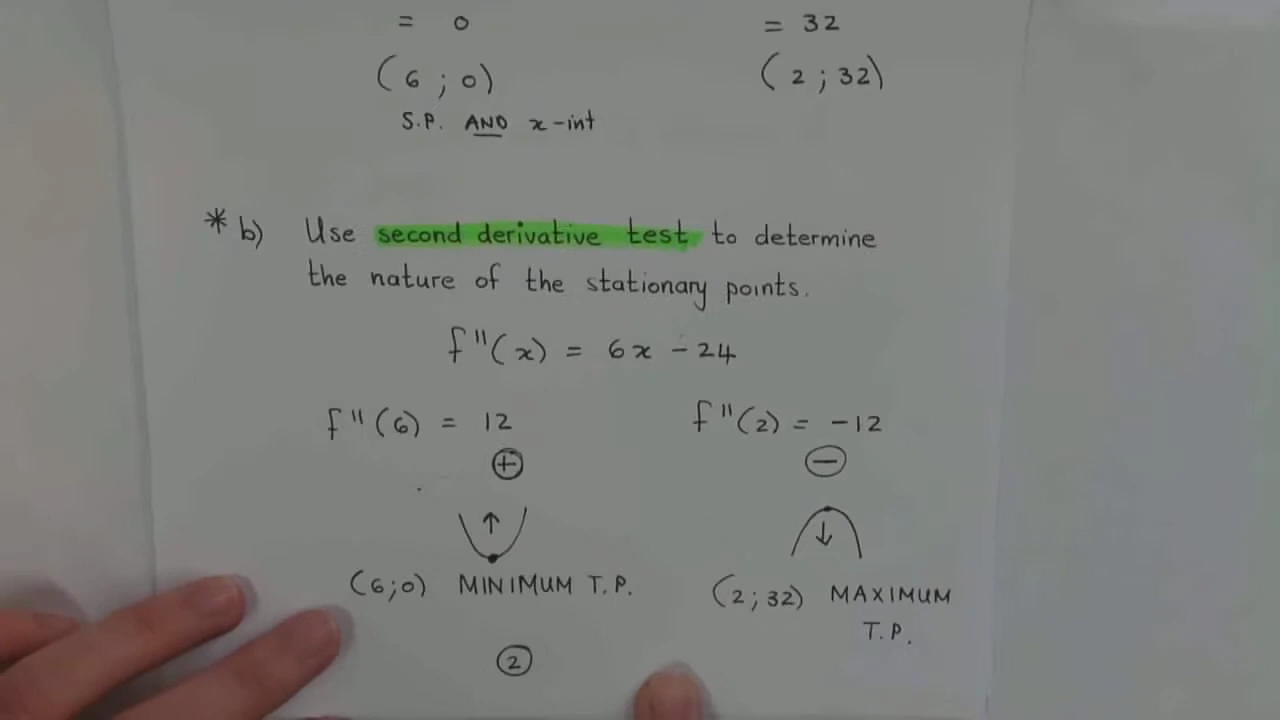 = 0
= 32
(6 ; 0)
(2 ; 32)
S.P. AND x-int
* b) Use second derivative test to determine
the nature of the stationary points.
f''(x) = 6x - 24
f''(6) = 12
f''(2) = -12
+
−
(6;0) MINIMUM T.P.
(2; 32) MAXIMUM
T.P.
2